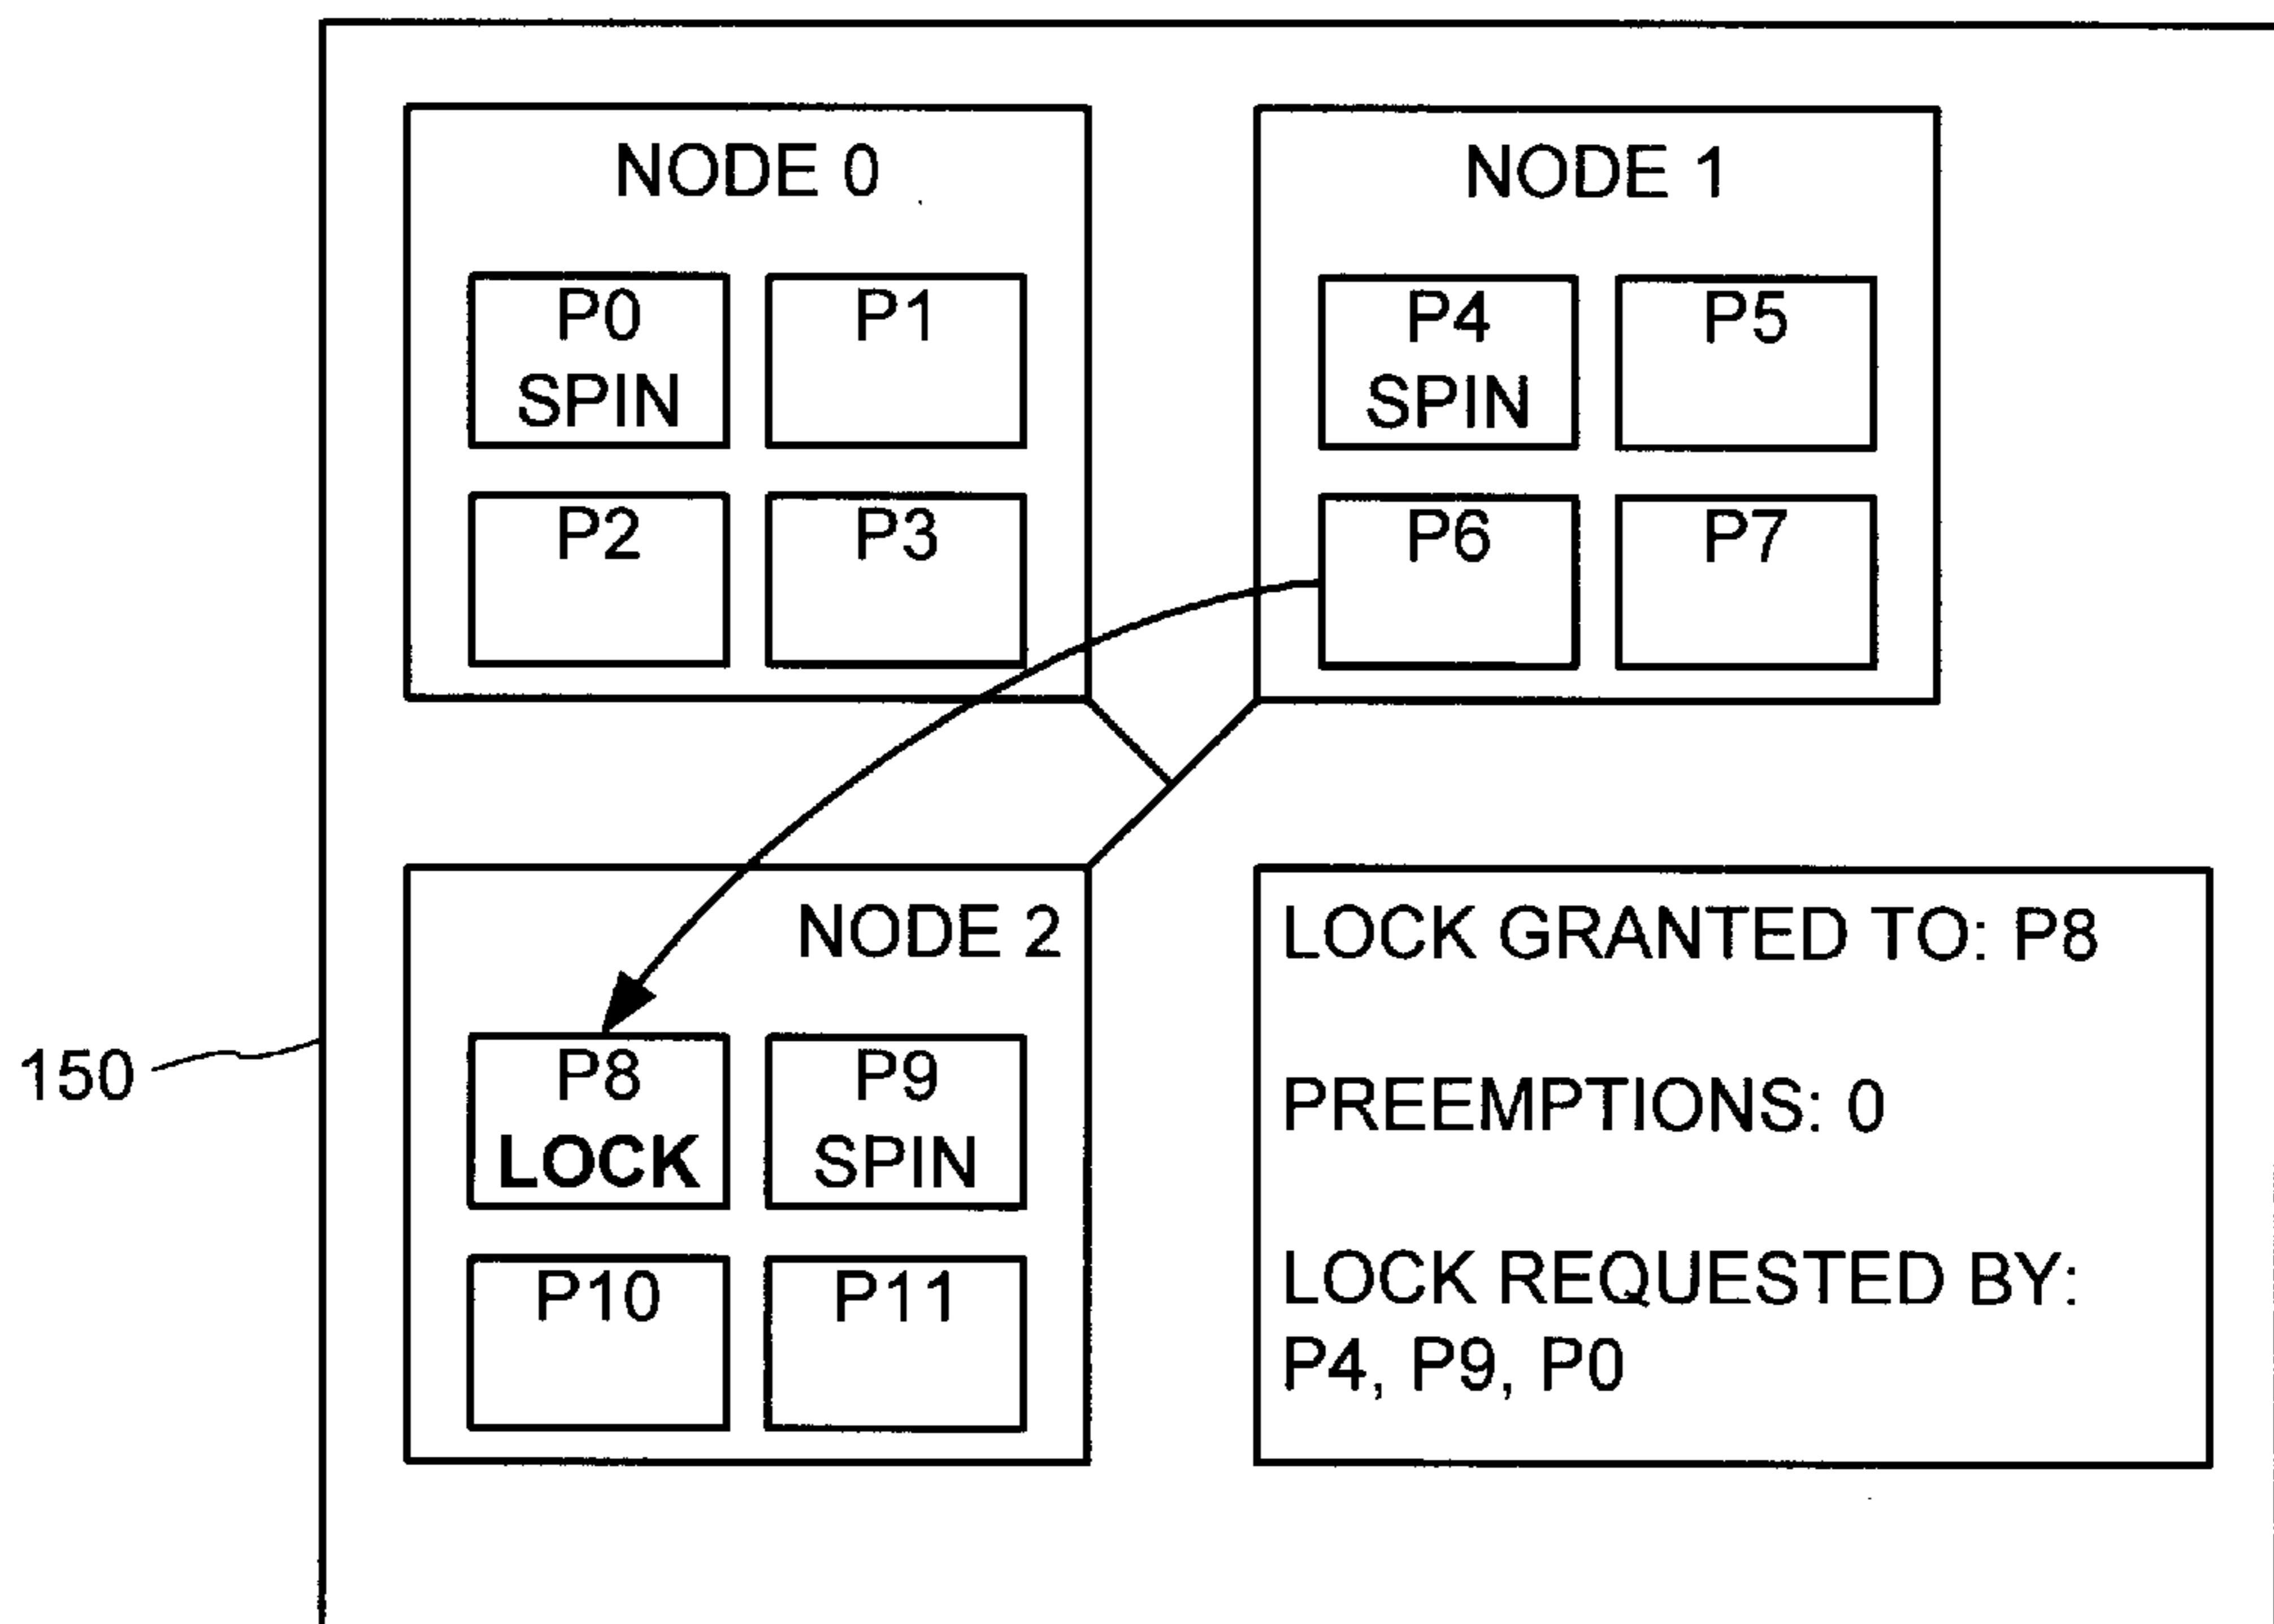 NODE 0
P0
SPIN
P1
P2
P3
NODE 1
P4
SPIN
P5
P6
P7
NODE 2
P8
LOCK
P9
SPIN
P10
P11
LOCK GRANTED TO: P8
PREEMPTIONS: 0
LOCK REQUESTED BY:
P4, P9, P0
150